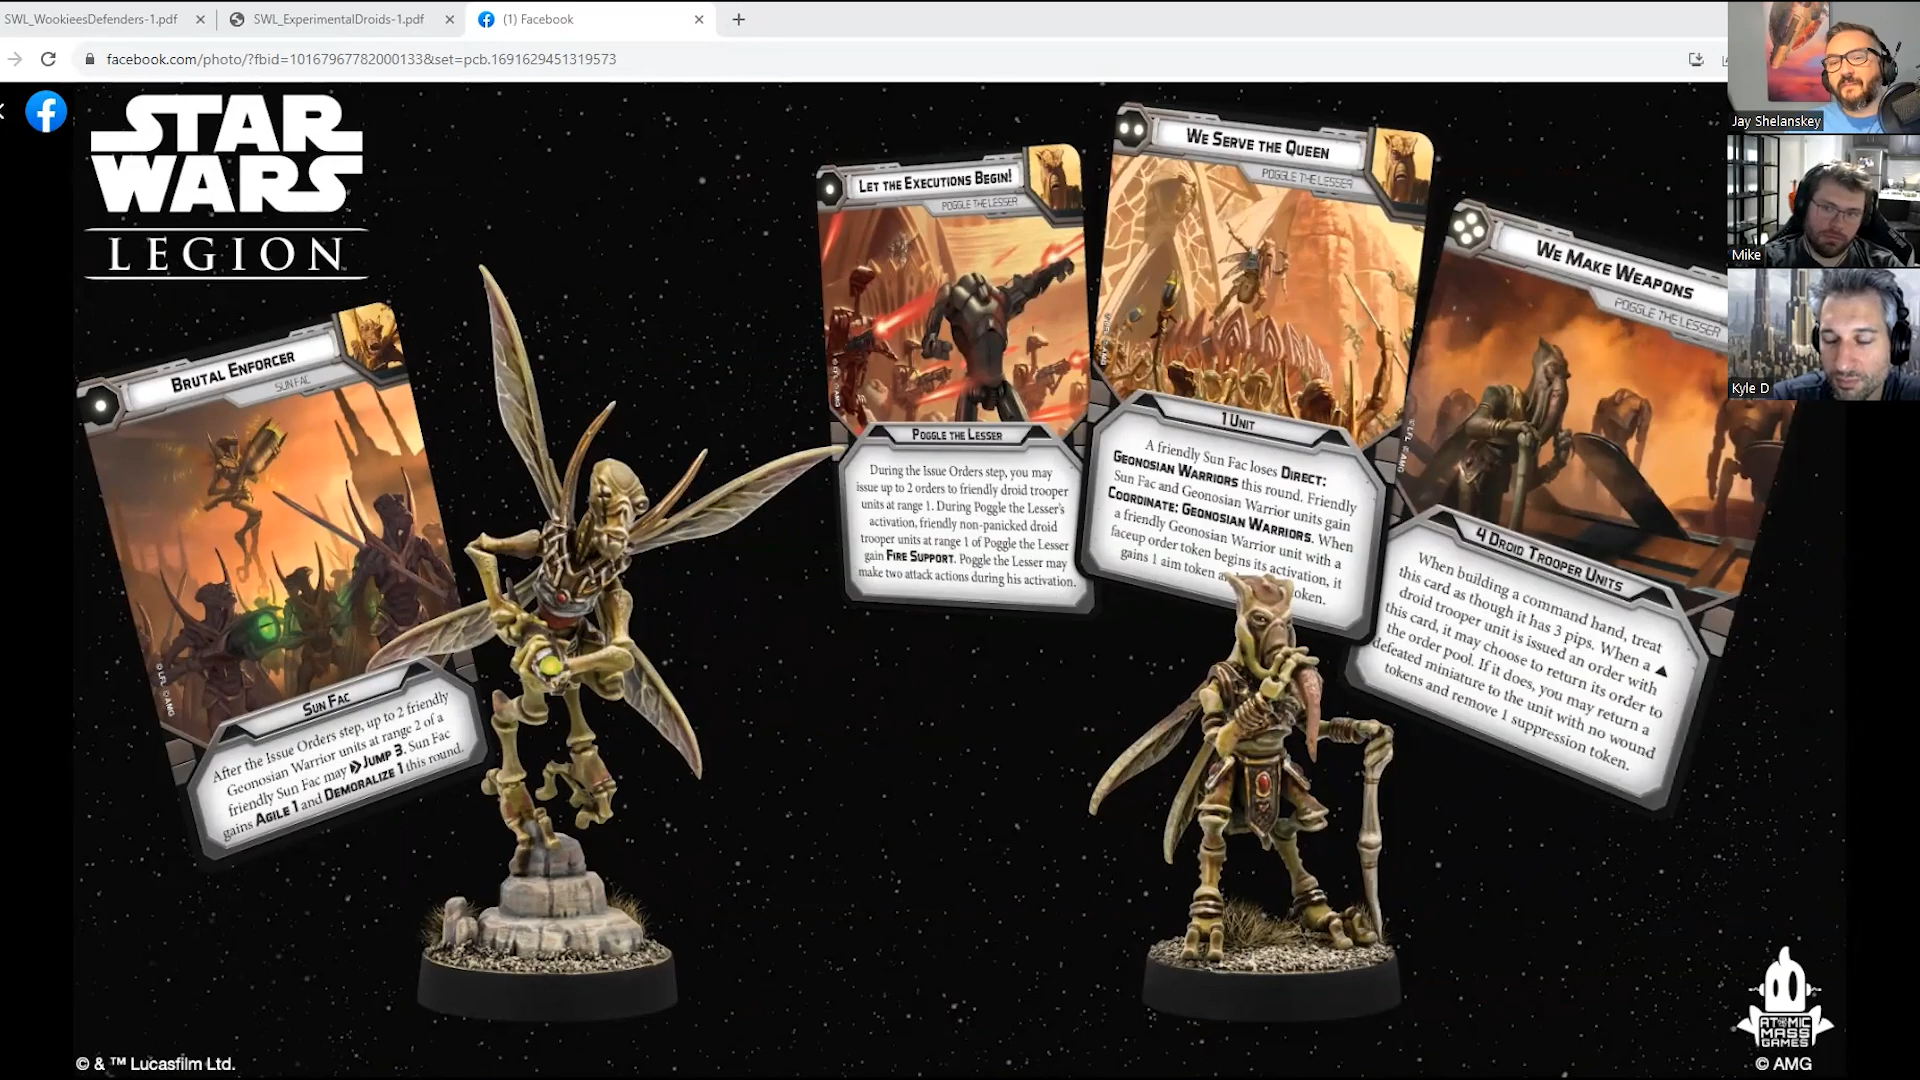 SWL_WookieesDefenders-1.pdf
SWL_ExperimentalDroids-1.pdf
(1) Facebook
facebook.com/photo/?fbid=10167967782000133&set=pcb.1691629451319573
Jay Shelanskey
Mike
Kyle D
STAR
WARS
LEGION
BRUTAL ENFORCER
SUN FAC
SUN FAC
After the Issue Orders step, up to 2 friendly
Geonosian Warrior units at range 2 of a
friendly Sun Fac may JUMP 3. Sun Fac
gains AGILE 1 and DEMORALIZE 1 this round.
© LFL © AMG
LET THE EXECUTIONS BEGIN!
POGGLE THE LESSER
POGGLE THE LESSER
During the Issue Orders step, you may
issue up to 2 orders to friendly droid trooper
units at range 1. During Poggle the Lesser's
activation, friendly non-panicked droid
trooper units at range 1 of Poggle the Lesser
gain FIRE SUPPORT. Poggle the Lesser may
make two attack actions during his activation.
© LFL © AMG
WE SERVE THE QUEEN
POGGLE THE LESSER
1 UNIT
A friendly Sun Fac loses DIRECT:
GEONOSIAN WARRIORS this round. Friendly
Sun Fac and Geonosian Warrior units gain
COORDINATE: GEONOSIAN WARRIORS. When
a friendly Geonosian Warrior unit with a
faceup order token begins its activation, it
gains 1 aim token token.
WE MAKE WEAPONS
POGGLE THE LESSER
4 DROID TROOPER UNITS
When building a command hand, treat
this card as though it has 3 pips. When a ▲
droid trooper unit is issued an order with
this card, it may choose to return its order to
the order pool. If it does, you may return a
defeated miniature to the unit with no wound
tokens and remove 1 suppression token.
© LFL © AMG
ATOMIC
MASS
GAMES
© & ™ Lucasfilm Ltd.
© AMG